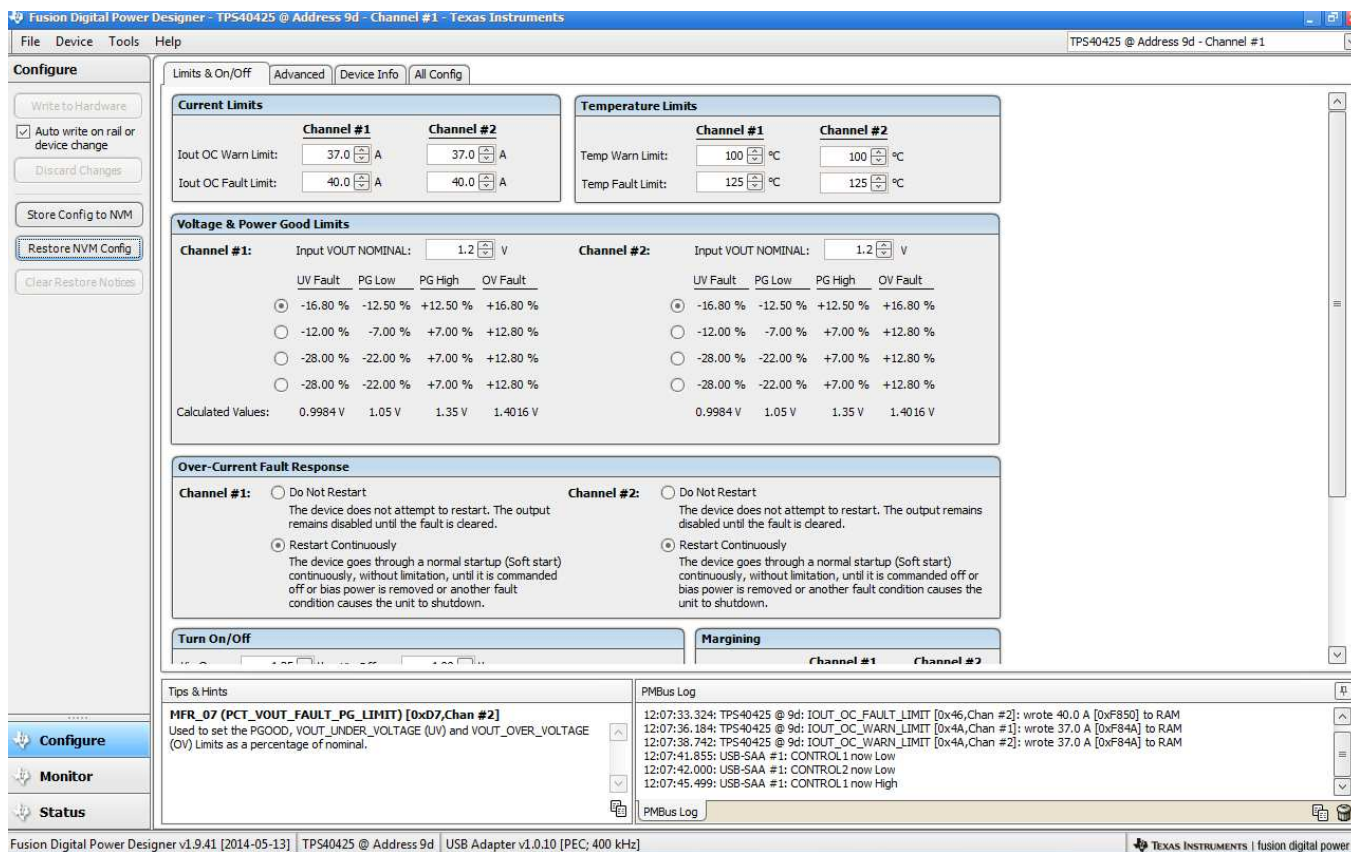 Fusion Digital Power Designer - TPS40425 @ Address 9d - Channel #1 - Texas Instruments
File Device Tools Help
TPS40425 @ Address 9d - Channel #1
Configure
Write to Hardware
Auto write on rail or
device change
Discard Changes
Store Config to NVM
Restore NVM Config
Clear Restore Notices
Limits & On/Off Advanced Device Info All Config
Current Limits
Channel #1 Channel #2
Iout OC Warn Limit: 37.0 A 37.0 A
Iout OC Fault Limit: 40.0 A 40.0 A
Temperature Limits
Channel #1 Channel #2
Temp Warn Limit: 100 ºC 100 ºC
Temp Fault Limit: 125 ºC 125 ºC
Voltage & Power Good Limits
Channel #1: Input VOUT NOMINAL: 1.2 V
UV Fault PG Low PG High OV Fault
-16.80 % -12.50 % +12.50 % +16.80 %
-12.00 % -7.00 % +7.00 % +12.80 %
-28.00 % -22.00 % +7.00 % +12.80 %
-28.00 % -22.00 % +7.00 % +12.80 %
Calculated Values: 0.9984 V 1.05 V 1.35 V 1.4016 V
Channel #2: Input VOUT NOMINAL: 1.2 V
UV Fault PG Low PG High OV Fault
-16.80 % -12.50 % +12.50 % +16.80 %
-12.00 % -7.00 % +7.00 % +12.80 %
-28.00 % -22.00 % +7.00 % +12.80 %
-28.00 % -22.00 % +7.00 % +12.80 %
0.9984 V 1.05 V 1.35 V 1.4016 V
Over-Current Fault Response
Channel #1: Do Not Restart
The device does not attempt to restart. The output
remains disabled until the fault is cleared.
Restart Continuously
The device goes through a normal startup (Soft start)
continuously, without limitation, until it is commanded
off or bias power is removed or another fault
condition causes the unit to shutdown.
Channel #2: Do Not Restart
The device does not attempt to restart. The output remains
disabled until the fault is cleared.
Restart Continuously
The device goes through a normal startup (Soft start)
continuously, without limitation, until it is commanded off or
bias power is removed or another fault condition causes the
unit to shutdown.
Turn On/Off
Margining
Channel #1 Channel #2
Configure
Monitor
Status
Tips & Hints
MFR_07 (PCT_VOUT_FAULT_PG_LIMIT) [0xD7,Chan #2]
Used to set the PGOOD, VOUT_UNDER_VOLTAGE (UV) and VOUT_OVER_VOLTAGE
(OV) Limits as a percentage of nominal.
PMBus Log
12:07:33.324: TPS40425 @ 9d: IOUT_OC_FAULT_LIMIT [0x46,Chan #2]: wrote 40.0 A [0xF850] to RAM
12:07:36.184: TPS40425 @ 9d: IOUT_OC_WARN_LIMIT [0x4A,Chan #1]: wrote 37.0 A [0xF84A] to RAM
12:07:38.742: TPS40425 @ 9d: IOUT_OC_WARN_LIMIT [0x4A,Chan #2]: wrote 37.0 A [0xF84A] to RAM
12:07:41.855: USB-SAA #1: CONTROL1 now Low
12:07:42.000: USB-SAA #1: CONTROL2 now Low
12:07:45.499: USB-SAA #1: CONTROL1 now High
PMBus Log
Fusion Digital Power Designer v1.9.41 [2014-05-13] TPS40425 @ Address 9d USB Adapter v1.0.10 [PEC; 400 kHz]
TEXAS INSTRUMENTS | fusion digital power